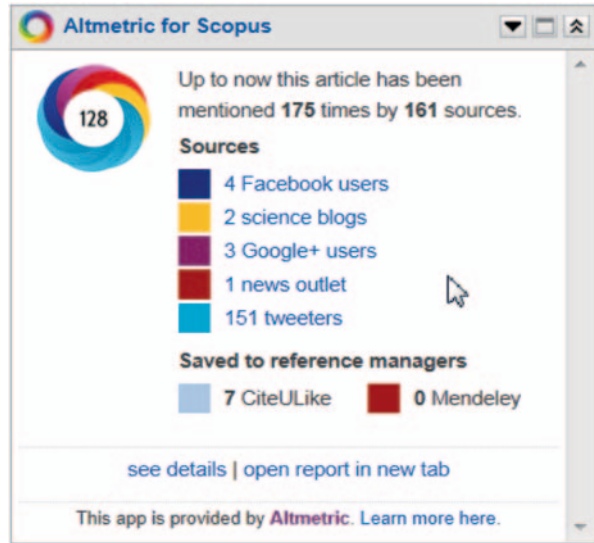 Altmetric for Scopus
128
Up to now this article has been
mentioned 175 times by 161 sources.
Sources
4 Facebook users
2 science blogs
3 Google+ users
1 news outlet
151 tweeters
Saved to reference managers
7 CiteULike 0 Mendeley
see details | open report in new tab
This app is provided by Altmetric. Learn more here.